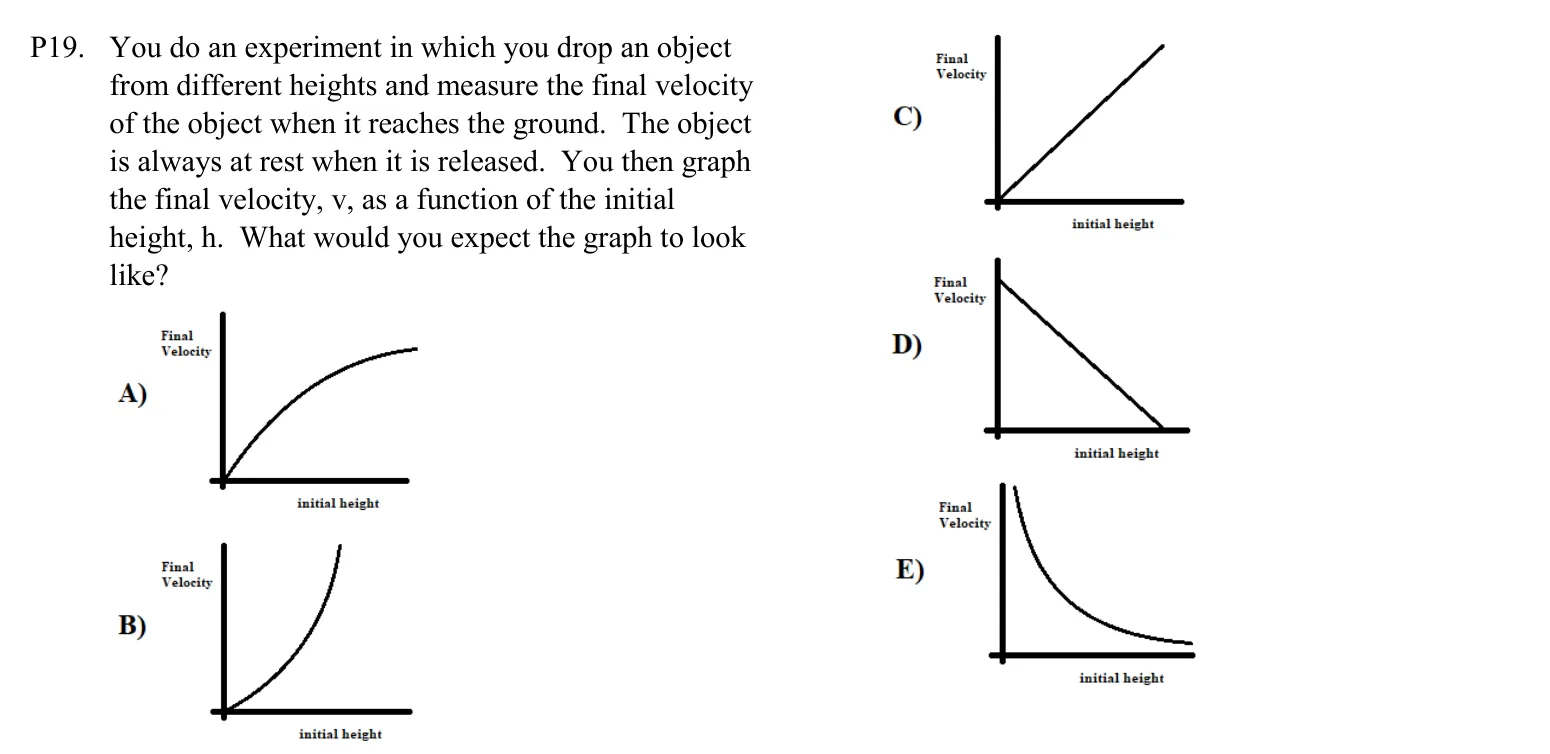 P19. You do an experiment in which you drop an object
from different heights and measure the final velocity
of the object when it reaches the ground. The object
is always at rest when it is released. You then graph
the final velocity, v, as a function of the initial
height, h. What would you expect the graph to look
like?
Final
Velocity
A)
initial height
Final
Velocity
B)
initial height
Final
Velocity
C)
initial height
Final
Velocity
D)
initial height
Final
Velocity
E)
initial height